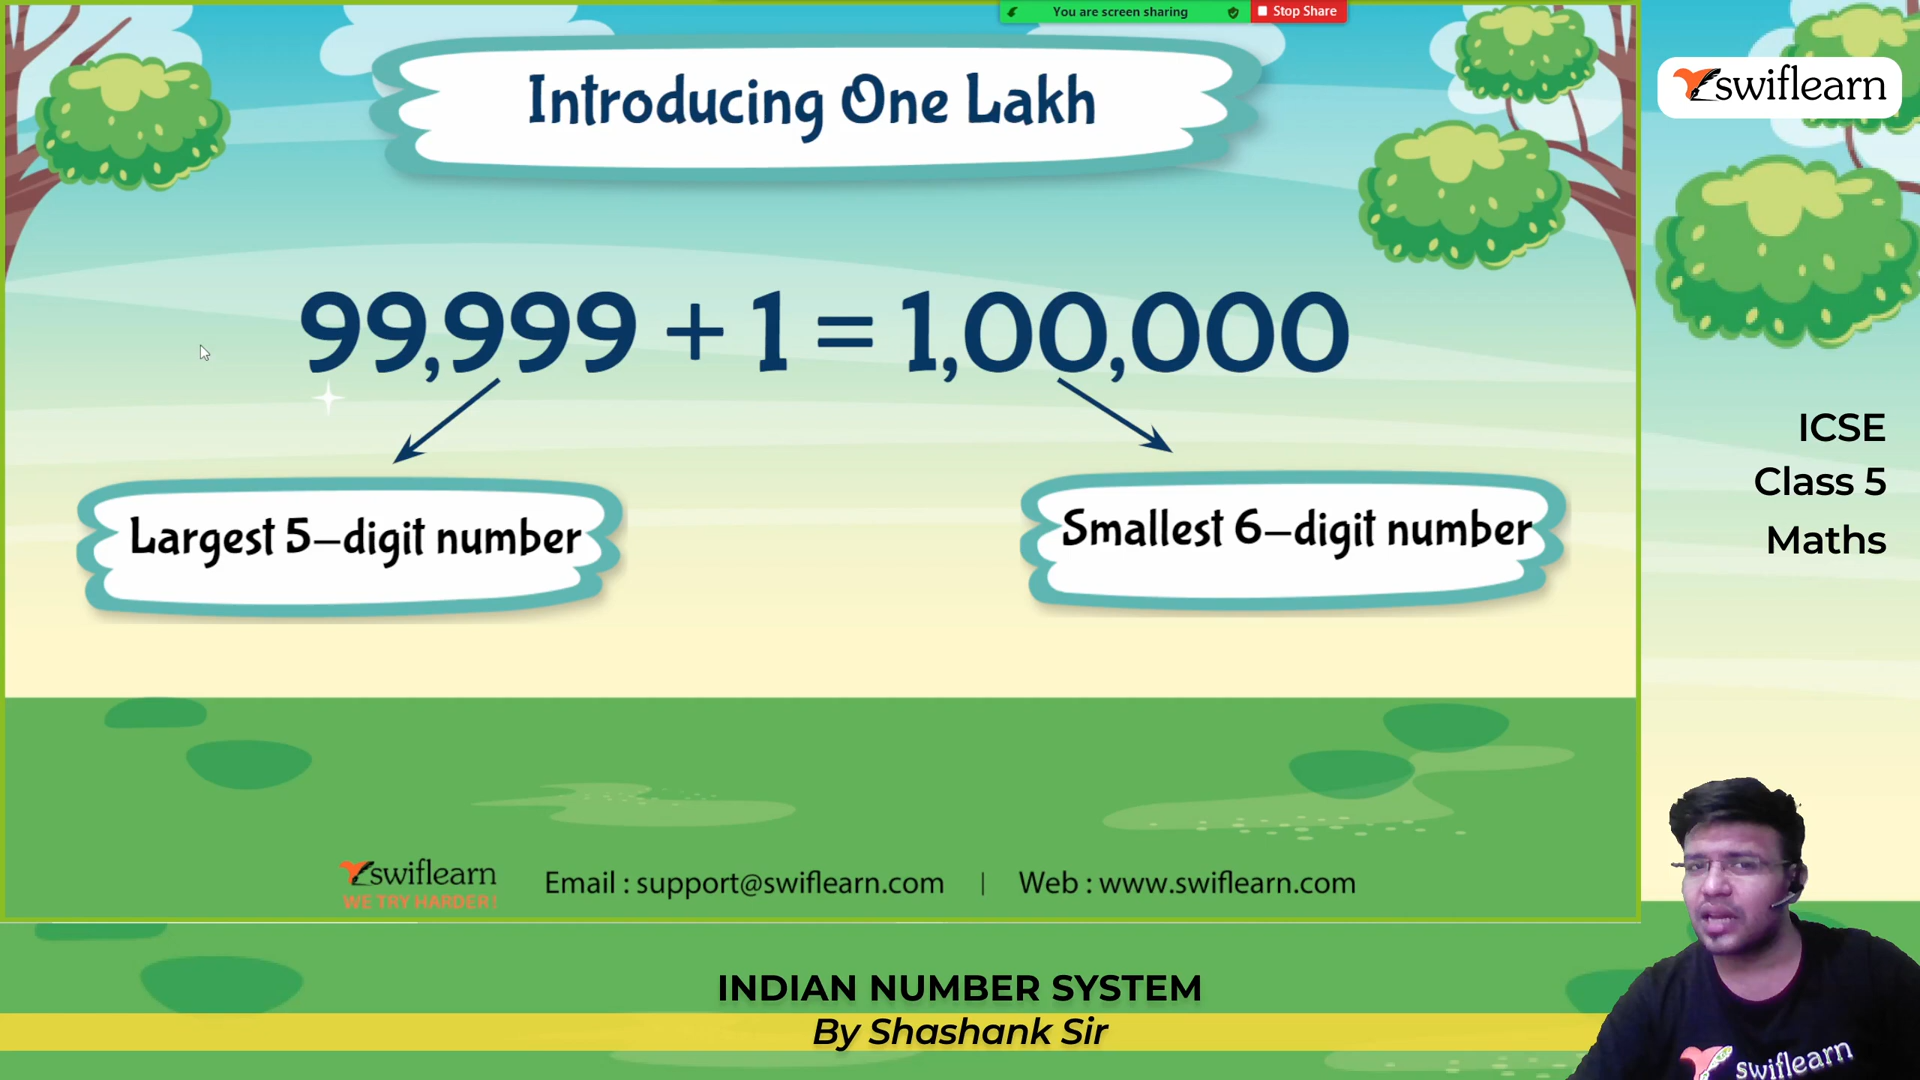 You are screen sharing
Stop Share
Introducing One Lakh
swiflearn
99,999 + 1 = 1,00,000
ICSE
Class 5
Maths
Largest 5–digit number
Smallest 6–digit number
swiflearn
WE TRY HARDER!
Email : support@swiflearn.com | Web : www.swiflearn.com
INDIAN NUMBER SYSTEM
By Shashank Sir
swiflearn